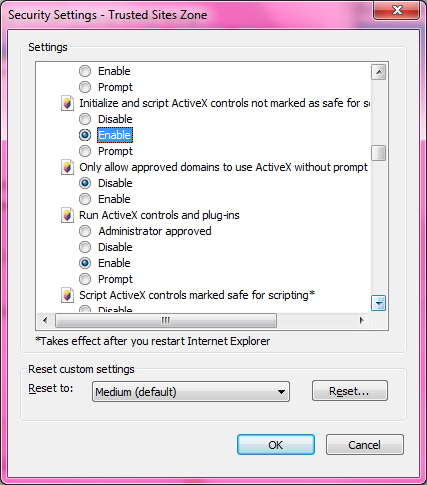 Security Settings - Trusted Sites Zone
Settings
Enable
Prompt
Initialize and script ActiveX controls not marked as safe for
Disable
Enable
Prompt
Only allow approved domains to use ActiveX without prompt
Disable
Enable
Run ActiveX controls and plug-ins
Administrator approved
Disable
Enable
Prompt
Script ActiveX controls marked safe for scripting*
Disable
*Takes effect after you restart Internet Explorer
Reset custom settings
Reset to:
Medium (default)
Reset...
OK
Cancel